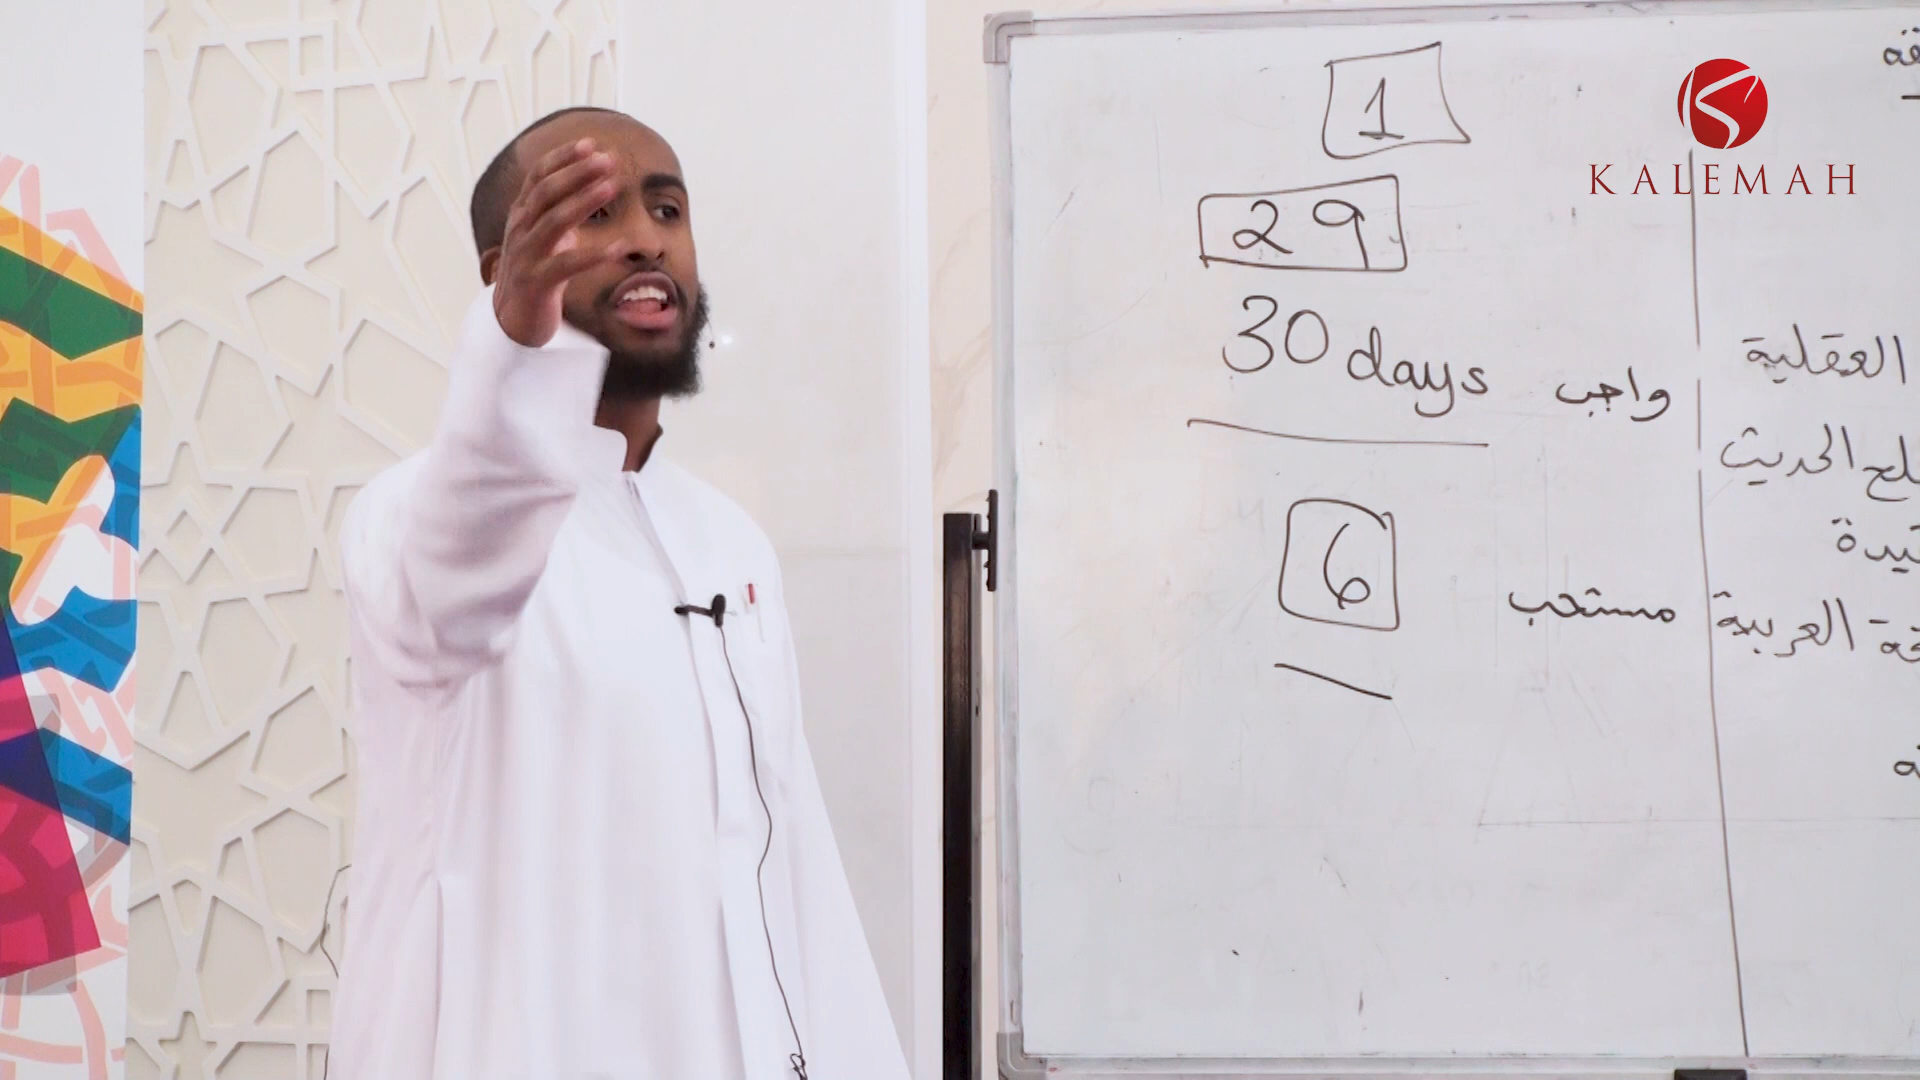 1
29
30 days واجب
6 مستحب
KALEMAH
العقلية
الحديث
العربية